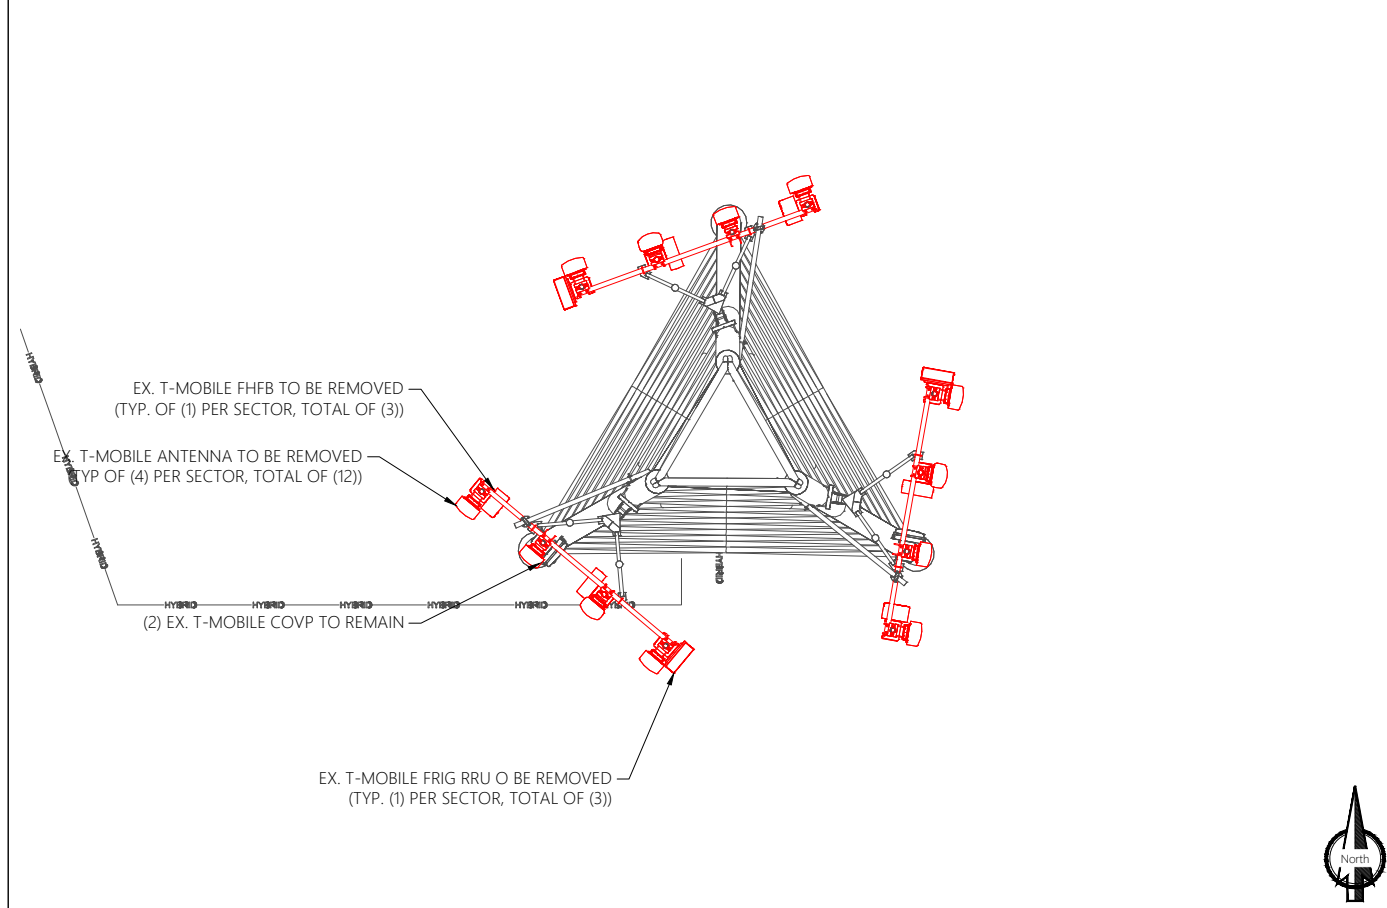 EX. T-MOBILE FHFB TO BE REMOVED
(TYP. OF (1) PER SECTOR, TOTAL OF (3))
EX. T-MOBILE ANTENNA TO BE REMOVED
(TYP OF (4) PER SECTOR, TOTAL OF (12))
HYBRID
HYBRID
HYBRID
HYBRID
HYBRID HYBRID HYBRID HYBRID HYBRID HYBRID
(2) EX. T-MOBILE COVP TO REMAIN
EX. T-MOBILE FRIG RRU O BE REMOVED
(TYP. (1) PER SECTOR, TOTAL OF (3))
North